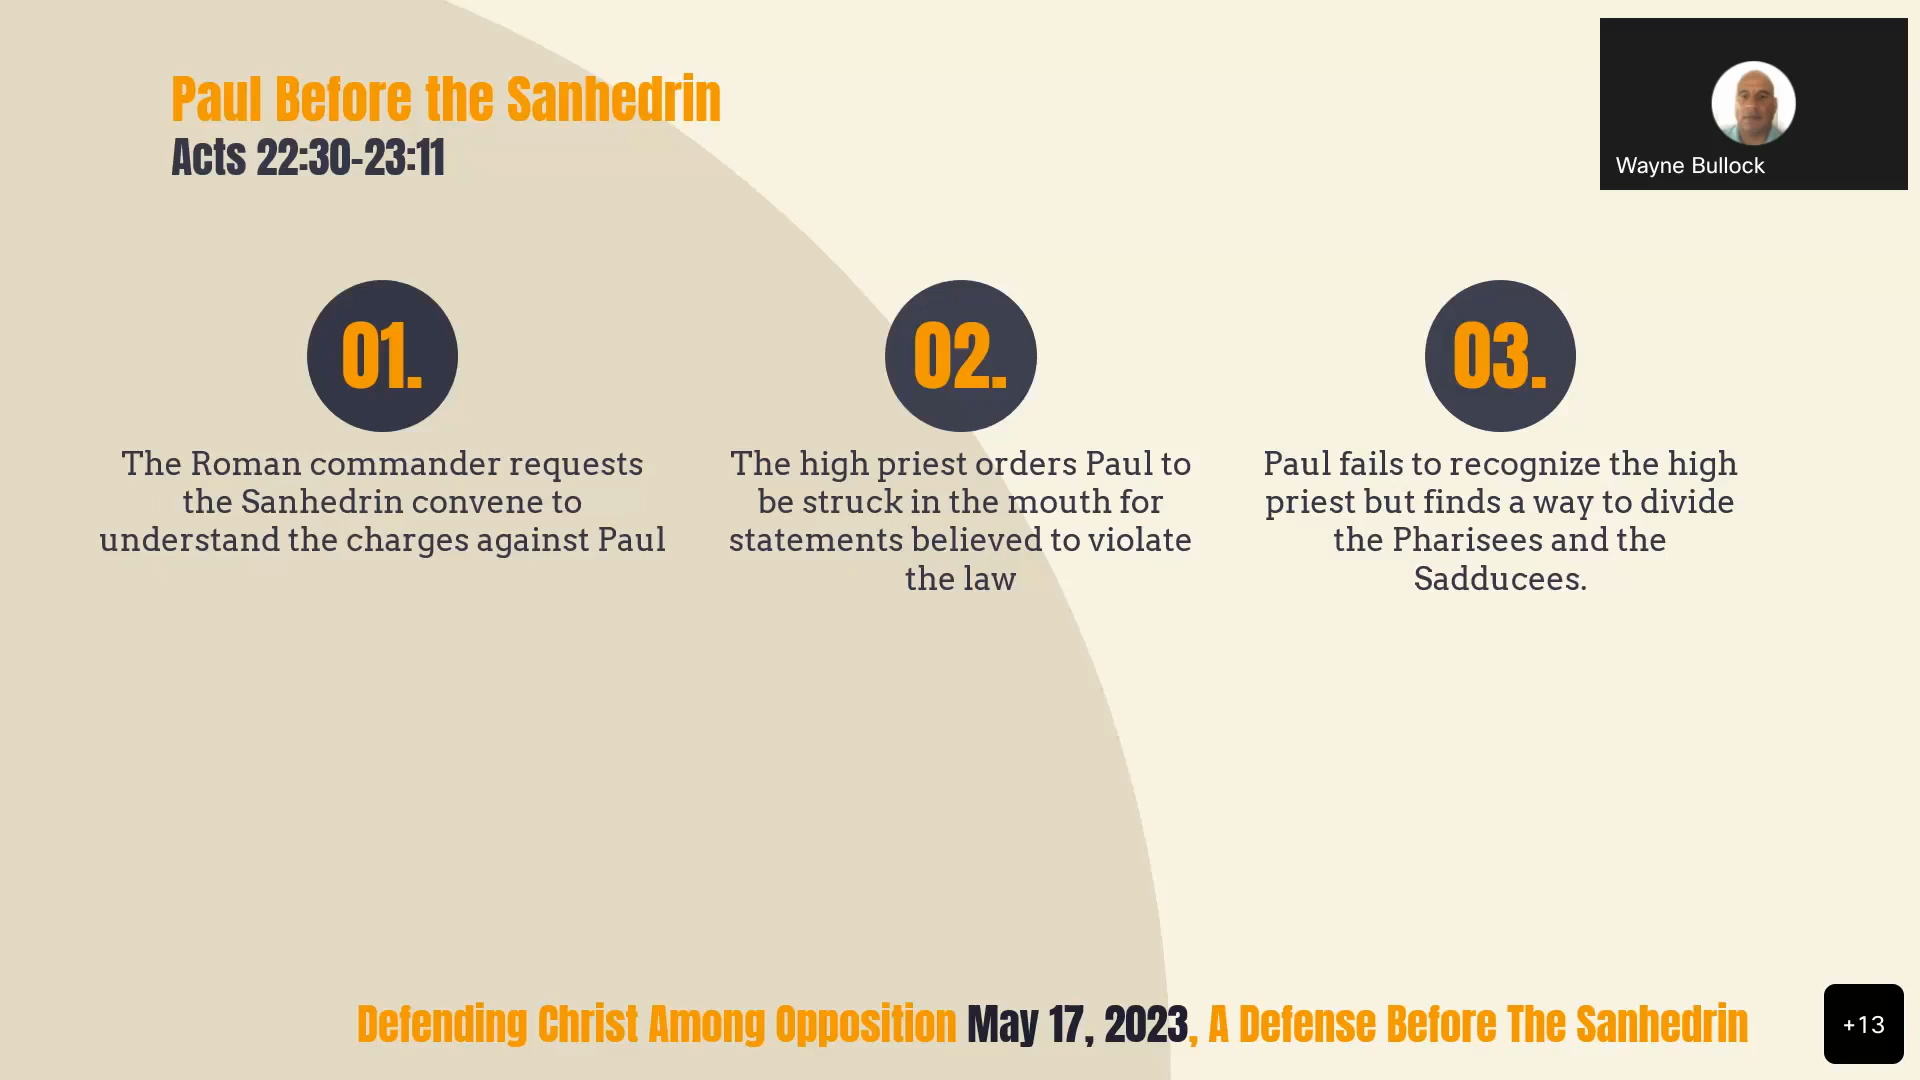 Paul Before the Sanhedrin
Acts 22:30-23:11
Wayne Bullock
01.
The Roman commander requests
the Sanhedrin convene to
understand the charges against Paul
02.
The high priest orders Paul to
be struck in the mouth for
statements believed to violate
the law
03.
Paul fails to recognize the high
priest but finds a way to divide
the Pharisees and the
Sadducees.
Defending Christ Among Opposition May 17, 2023, A Defense Before The Sanhedrin
+13